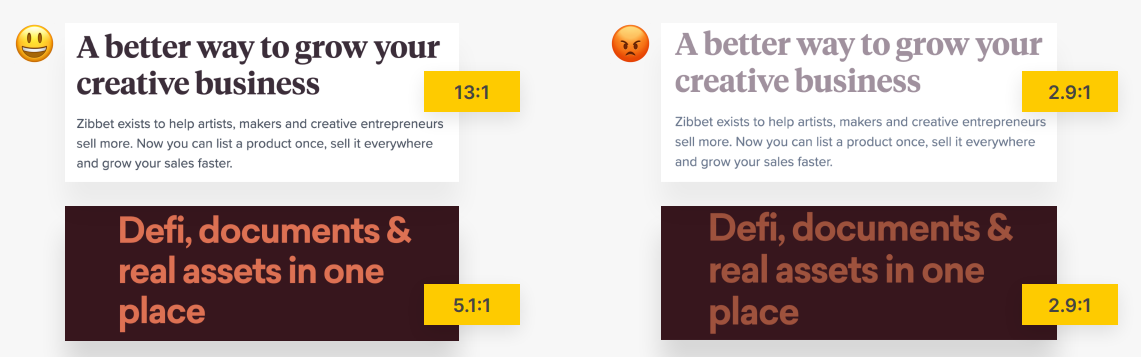 A better way to grow your
creative business
13:1
Zibbet exists to help artists, makers and creative entrepreneurs
sell more. Now you can list a product once, sell it everywhere
and grow your sales faster.
Defi, documents &
real assets in one
place
5.1:1
A better way to grow your
creative business
2.9:1
Zibbet exists to help artists, makers and creative entrepreneurs
sell more. Now you can list a product once, sell it everywhere
and grow your sales faster.
Defi, documents &
real assets in one
place
2.9:1